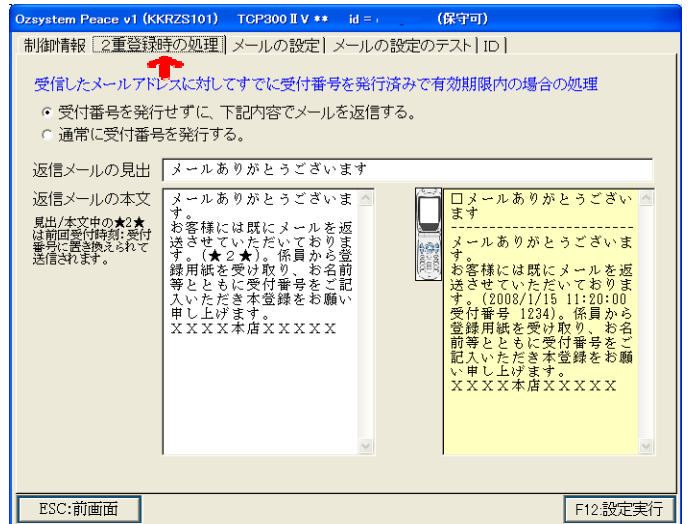 Ozsystem Peace v1 (KKRZS101) TCP300ⅡV ** id = (保守可)
制御情報 2重登録時の処理 メールの設定 メールの設定のテスト ID
受信したメールアドレスに対してすでに受付番号を発行済みで有効期限内の場合の処理
受付番号を発行せずに、下記内容でメールを返信する。
通常に受付番号を発行する。
返信メールの見出 メールありがとうございます
返信メールの本文
見出/本文中の★2★
は前回受付時刻:受付
番号に置き換えられて
送信されます。
メールありがとうございま
す。
お客様には既にメールを返
送させていただいておりま
す。(★2★)。係員から登
録用紙を受け取り、お名前
等とともに受付番号をご記
入いただき本登録をお願い
申し上げます。
XXXX本店XXXXX
口メールありがとうござい
ます
------------------------
メールありがとうございま
す。
お客様には既にメールを返
送させていただいておりま
す。(2008/1/15 11:20:00
受付番号 1234)。係員から
登録用紙を受け取り、お名
前等とともに受付番号をご
記入いただき本登録をお願
い申し上げます。
XXXX本店XXXXX
ESC:前画面 F12:設定実行